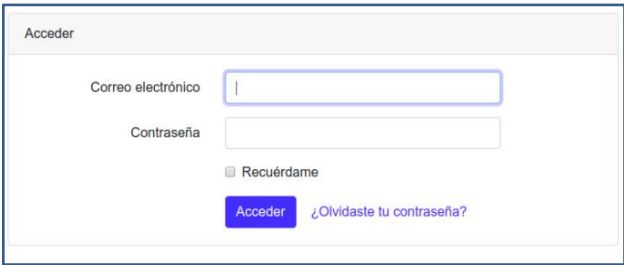 Acceder
Correo electrónico
Contraseña
Recuérdame
Acceder ¿Olvidaste tu contraseña?